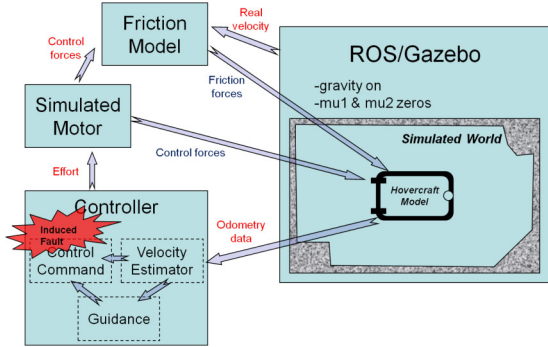 Friction
Model
Control
forces
Real
velocity
ROS/Gazebo
-gravity on
-mu1 & mu2 zeros
Friction
forces
Simulated
Motor
Control forces
Simulated World
Hovercraft
Model
Effort
Controller
Induced
Fault
Control
Command
Velocity
Estimator
Guidance
Odometry
data